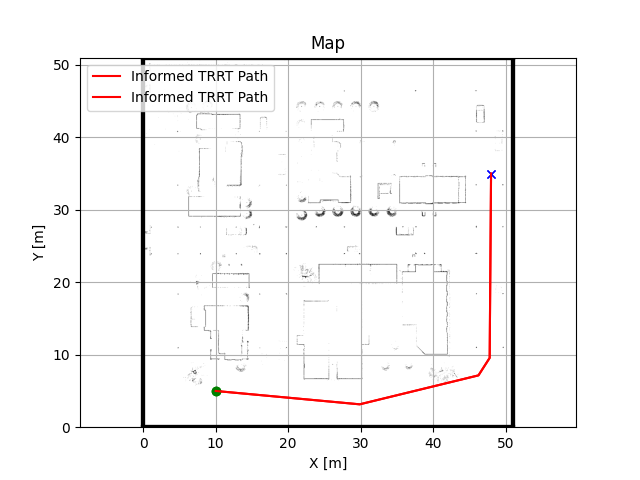 Map
Informed TRRT Path
Informed TRRT Path
50
40
30
20
10
0
Y [m]
0 10 20 30 40 50
X [m]